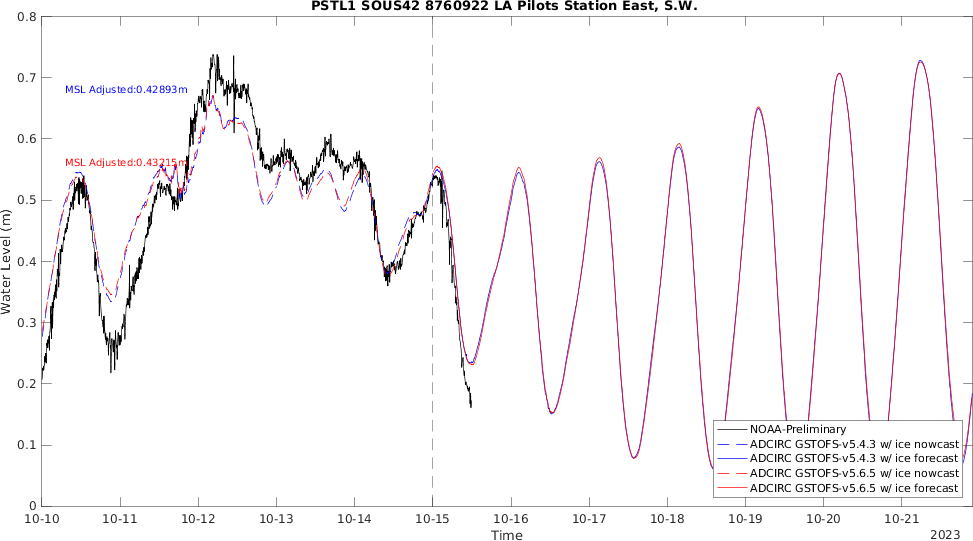 PSTL1 SOUS42 8760922 LA Pilots Station East, S.W.
0.8
0.7
0.6
0.5
0.4
0.3
0.2
0.1
0
Water Level (m)
MSL Adjusted:0.42893m
MSL Adjusted:0.43215m
NOAA-Preliminary
ADCIRC GSTOFS-v5.4.3 w/ ice nowcast
ADCIRC GSTOFS-v5.4.3 w/ ice forecast
ADCIRC GSTOFS-v5.6.5 w/ ice nowcast
ADCIRC GSTOFS-v5.6.5 w/ ice forecast
10-10 10-11 10-12 10-13 10-14 10-15 10-16 10-17 10-18 10-19 10-20 10-21
Time
2023